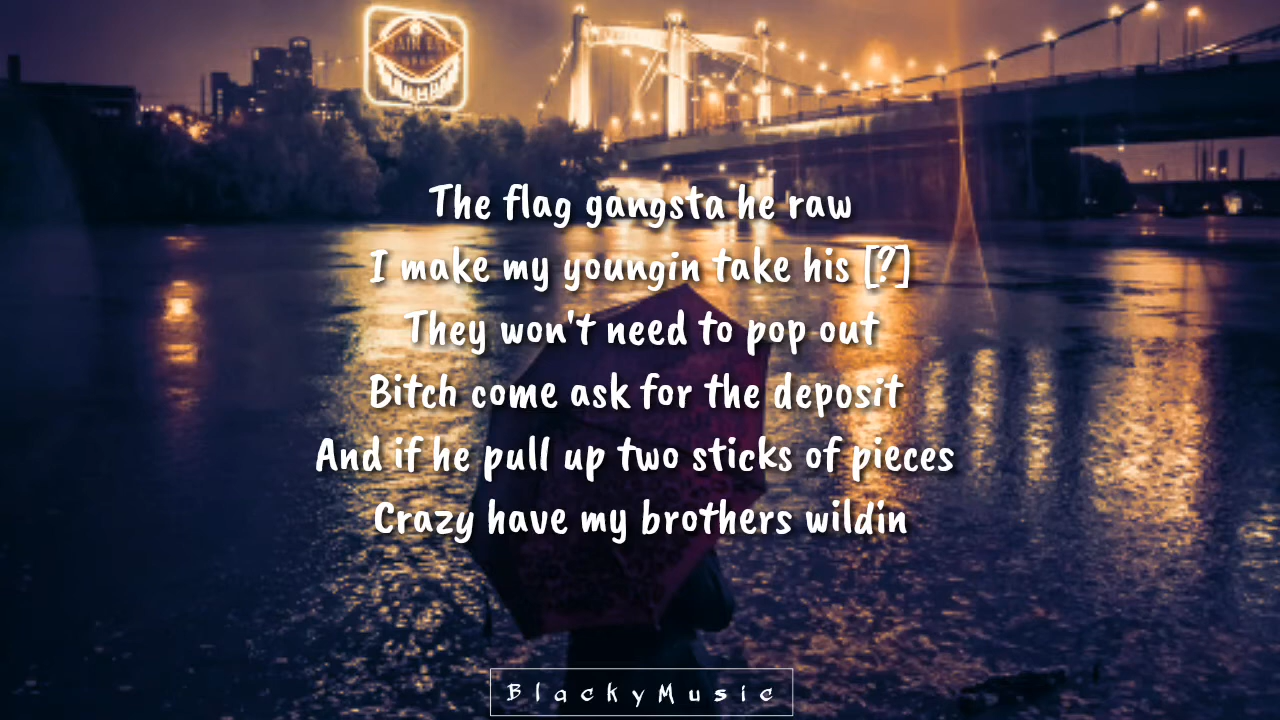 The flag gangsta he raw
I make my youngin take his [?]
They won't need to pop out
Bitch come ask for the deposit
And if he pull up two sticks of pieces
Crazy have my brothers wildin
BlackyMusic